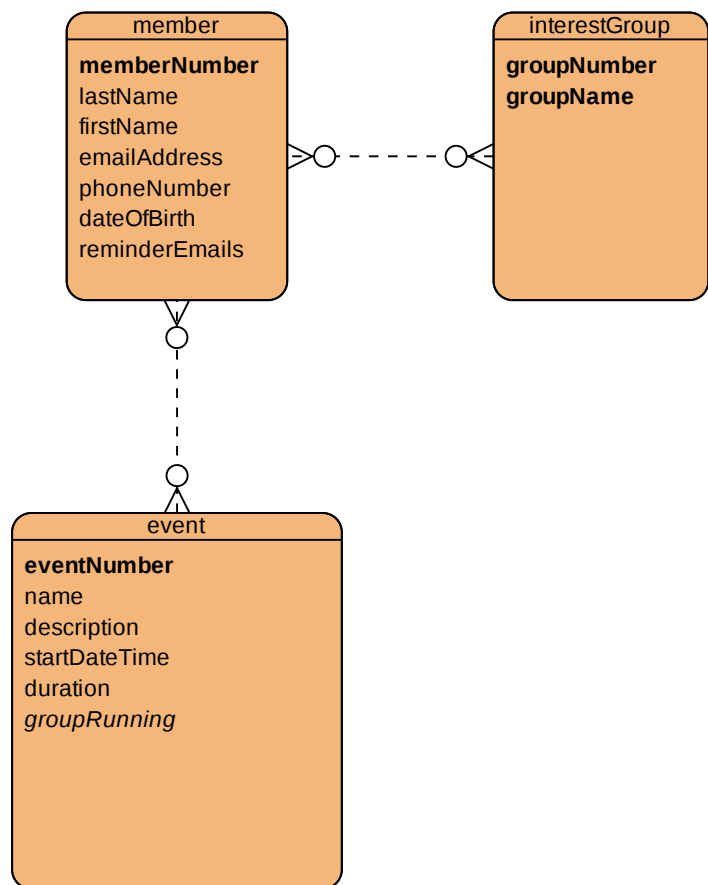 member
memberNumber
lastName
firstName
emailAddress
phoneNumber
dateOfBirth
reminderEmails
interestGroup
groupNumber
groupName
event
eventNumber
name
description
startDateTime
duration
groupRunning